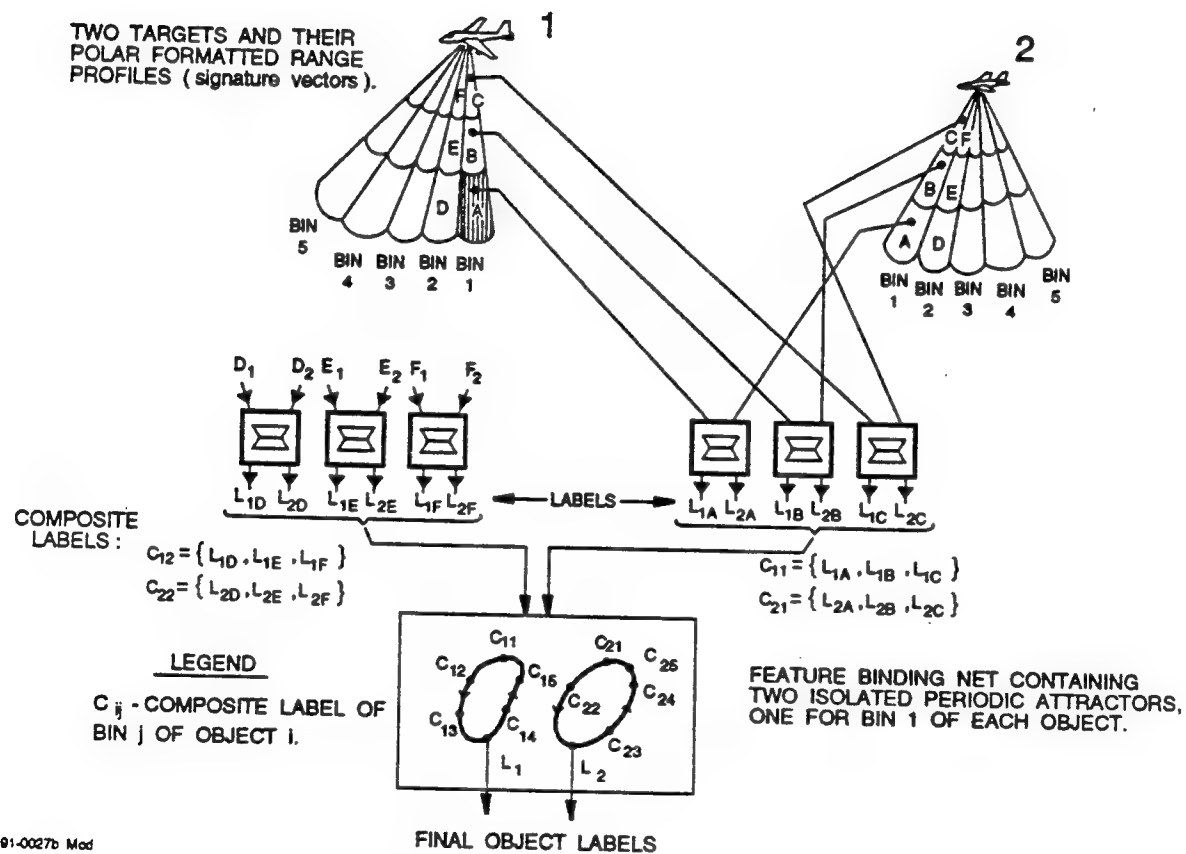 TWO TARGETS AND THEIR
POLAR FORMATTED RANGE
PROFILES (signature vectors).
1
2
F C
E B
D A
BIN 5
BIN 4
BIN 3
BIN 2
BIN 1
C F
B E
A D
BIN 1
BIN 2
BIN 3
BIN 4
BIN 5
D1 D2 E1 E2 F1 F2
L1D L2D L1E L2E L1F L2F
LABELS
L1A L2A L1B L2B L1C L2C
COMPOSITE
LABELS :
C12 = { L1D , L1E , L1F }
C22 = { L2D, L2E , L2F }
C11 = { L1A , L1B , L1C }
C21 = { L2A , L2B , L2C }
LEGEND
C ij - COMPOSITE LABEL OF
BIN j OF OBJECT i.
C11
C12
C15
C13
C14
L1
C21
C25
C24
C22
C23
L2
FEATURE BINDING NET CONTAINING
TWO ISOLATED PERIODIC ATTRACTORS,
ONE FOR BIN 1 OF EACH OBJECT.
FINAL OBJECT LABELS
91-0027b Mod